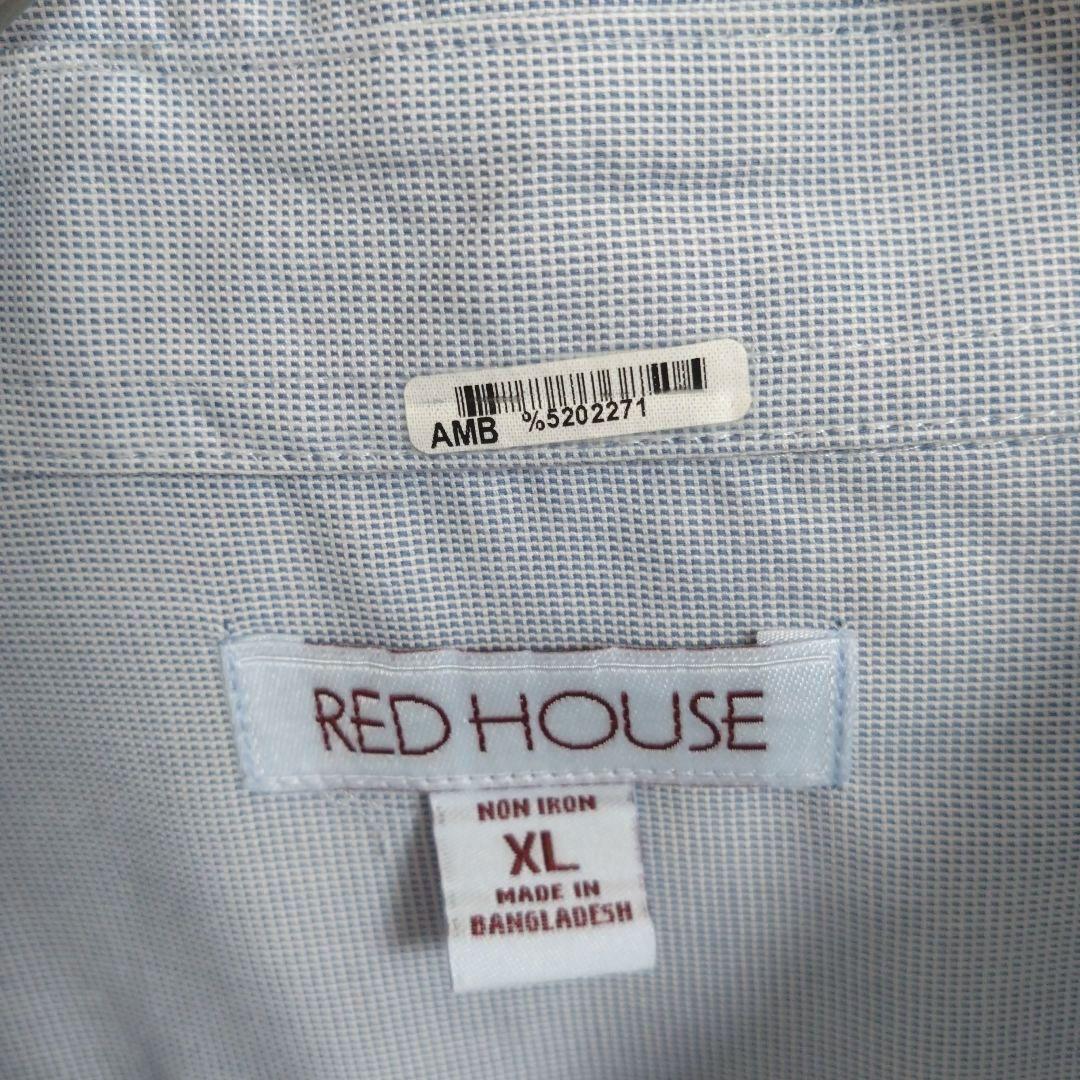 AMB %5202271
RED HOUSE
NON IRON
XL
MADE IN
BANGLADESH